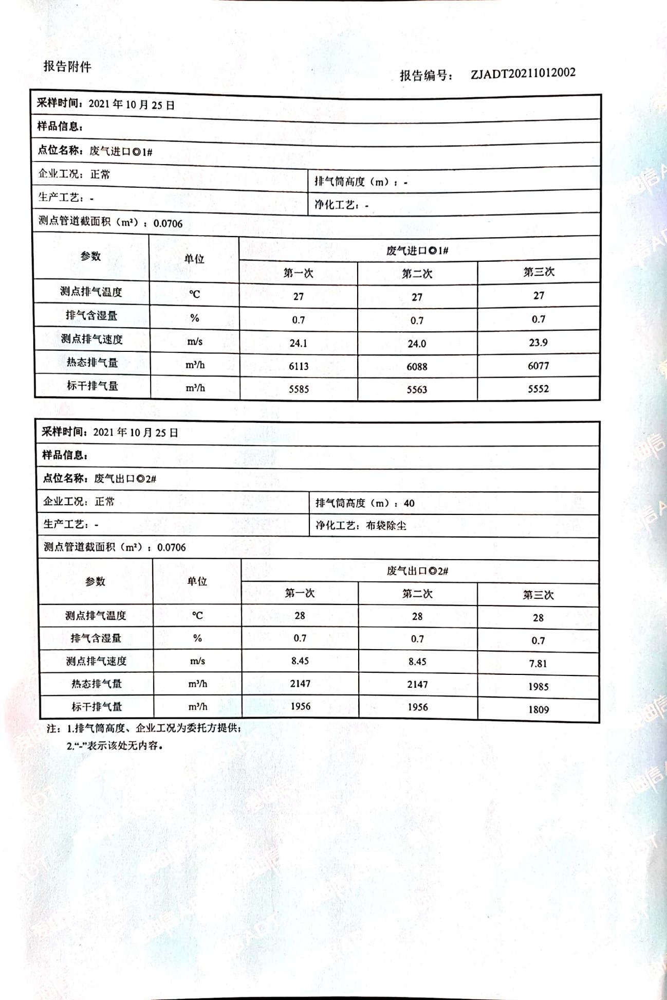 报告附件
报告编号： ZJADT20211012002
采样时间：2021 年 10 月 25 日
样品信息：
点位名称：废气进口◎1#
企业工况：正常 排气筒高度（m）：-
生产工艺：- 净化工艺：-
测点管道截面积（m²）：0.0706
参数 单位 废气进口◎1#
第一次 第二次 第三次
测点排气温度 ℃ 27 27 27
排气含湿量 % 0.7 0.7 0.7
测点排气速度 m/s 24.1 24.0 23.9
热态排气量 m³/h 6113 6088 6077
标干排气量 m³/h 5585 5563 5552
采样时间：2021 年 10 月 25 日
样品信息：
点位名称：废气出口◎2#
企业工况：正常 排气筒高度（m）：40
生产工艺：- 净化工艺：布袋除尘
测点管道截面积（m²）：0.0706
参数 单位 废气出口◎2#
第一次 第二次 第三次
测点排气温度 ℃ 28 28 28
排气含湿量 % 0.7 0.7 0.7
测点排气速度 m/s 8.45 8.45 7.81
热态排气量 m³/h 2147 2147 1985
标干排气量 m³/h 1956 1956 1809
注：1.排气筒高度、企业工况为委托方提供；
2.“-”表示该处无内容。